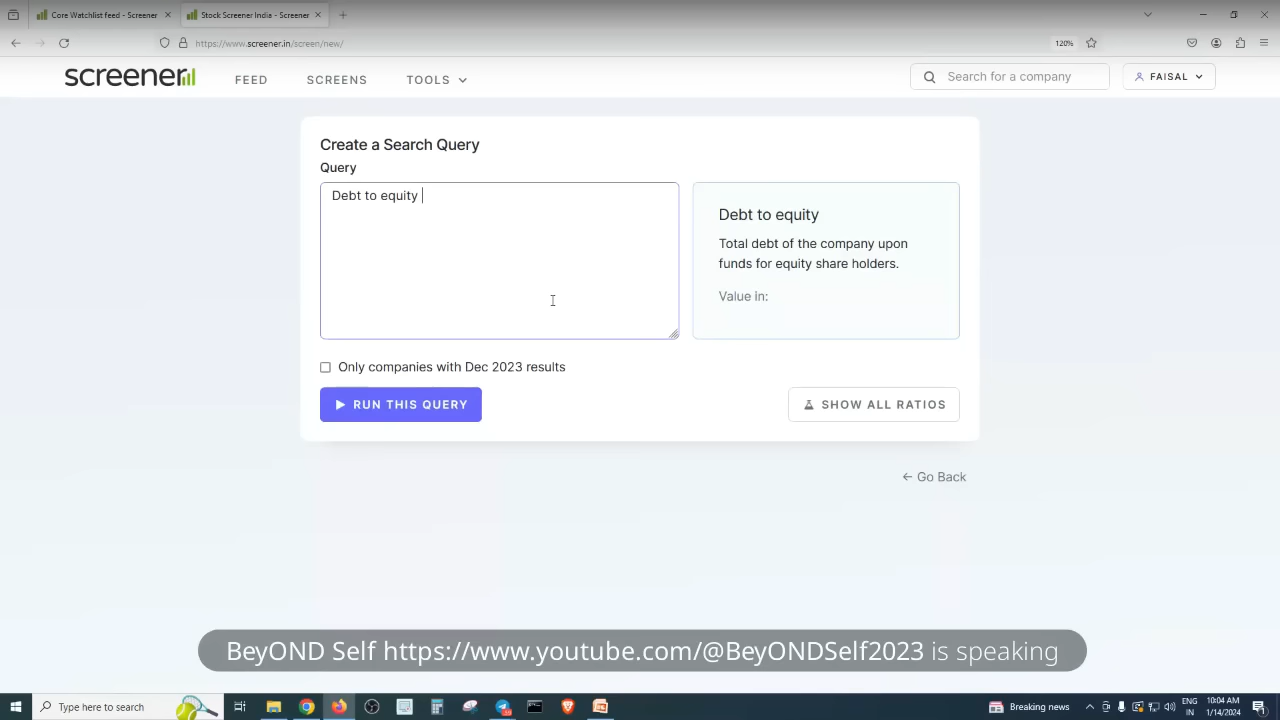 Core Watchlist feed - Screener
Stock Screener India - Screener
https://www.screener.in/screen/new/
120%
screener
FEED
SCREENS
TOOLS
Search for a company
FAISAL
Create a Search Query
Query
Debt to equity
Debt to equity
Total debt of the company upon
funds for equity share holders.
Value in:
Only companies with Dec 2023 results
RUN THIS QUERY
SHOW ALL RATIOS
← Go Back
BeyOND Self https://www.youtube.com/@BeyONDSelf2023 is speaking
Type here to search
Breaking news
ENG
IN
10:04 AM
1/14/2024